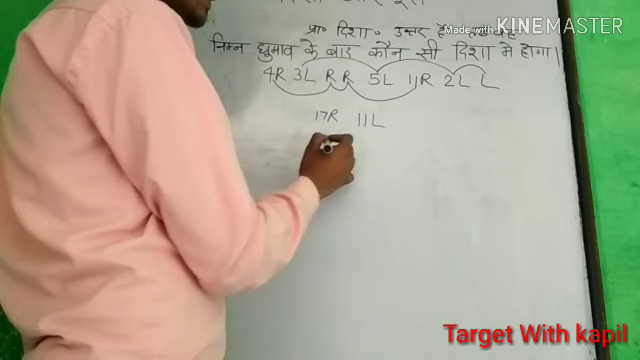 Made with KINEMASTER
प्रा० दिशा ० उत्तर
निम्न घुमाव के बाद कौन सी दिशा मे होगा।
4R 3L R R 5L 11R 2L L
17R 11L
Target With kapil